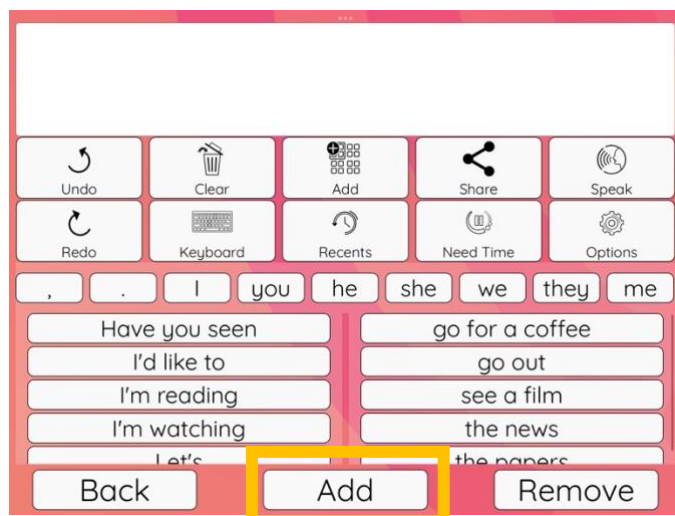 Undo Clear Add Share Speak
Redo Keyboard Recents Need Time Options
, . I you he she we they me
Have you seen go for a coffee
I'd like to go out
I'm reading see a film
I'm watching the news
Let's the papers
Back Add Remove